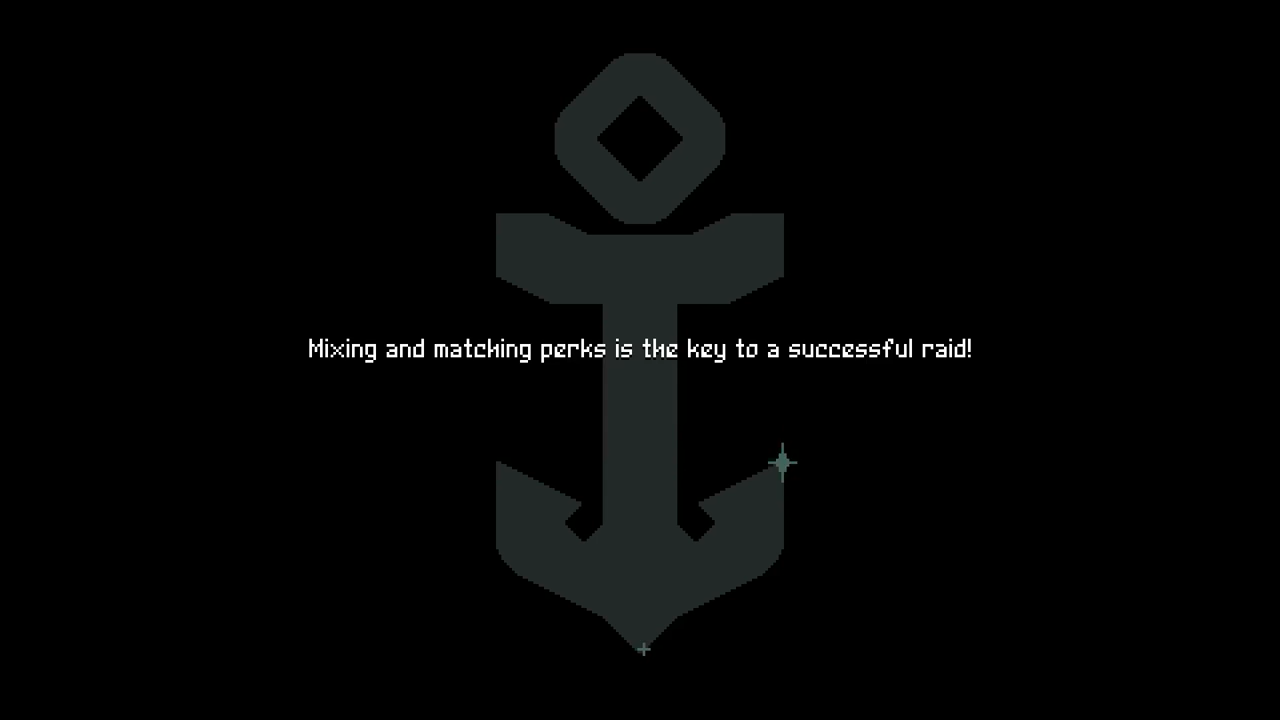 Mixing and matching perks is the key to a successful raid!